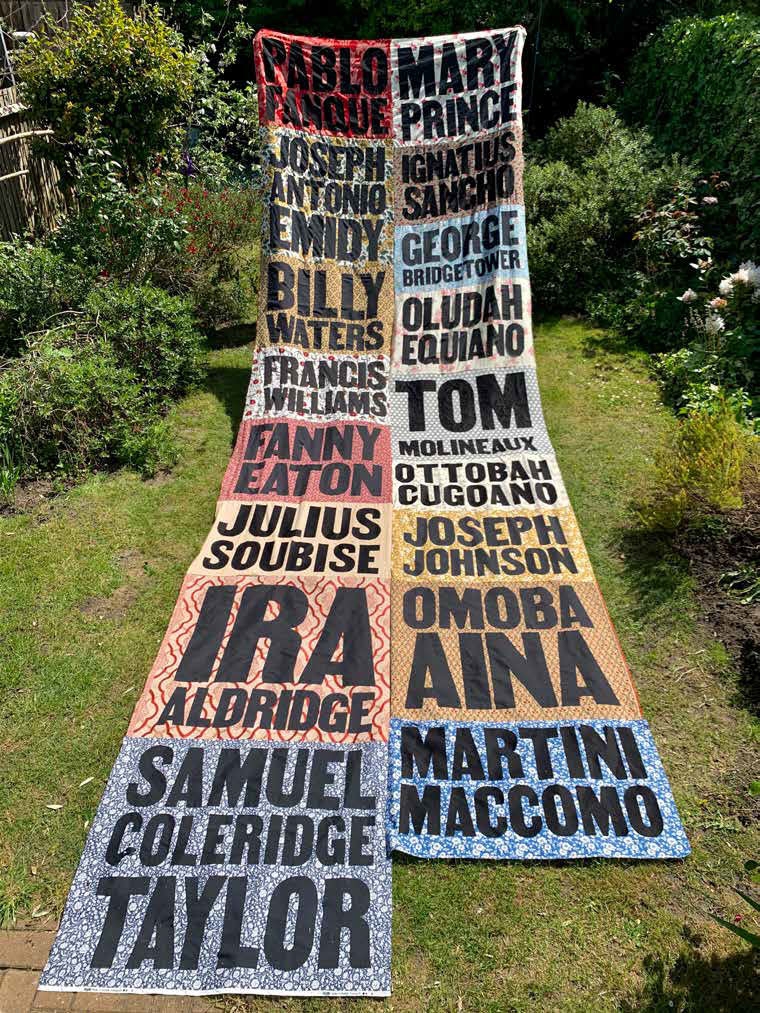 PABLO
FANQUE
JOSEPH
ANTONIO
EMIDY
BILLY
WATERS
FRANCIS
WILLIAMS
FANNY
EATON
JULIUS
SOUBISE
IRA
ALDRIDGE
SAMUEL
COLERIDGE
TAYLOR
MARY
PRINCE
IGNATIUS
SANCHO
GEORGE
BRIDGETOWER
OLUDAH
EQUIANO
TOM
MOLINEAUX
OTTOBAH
CUGOANO
JOSEPH
JOHNSON
OMOBA
AINA
MARTINI
MACCOMO